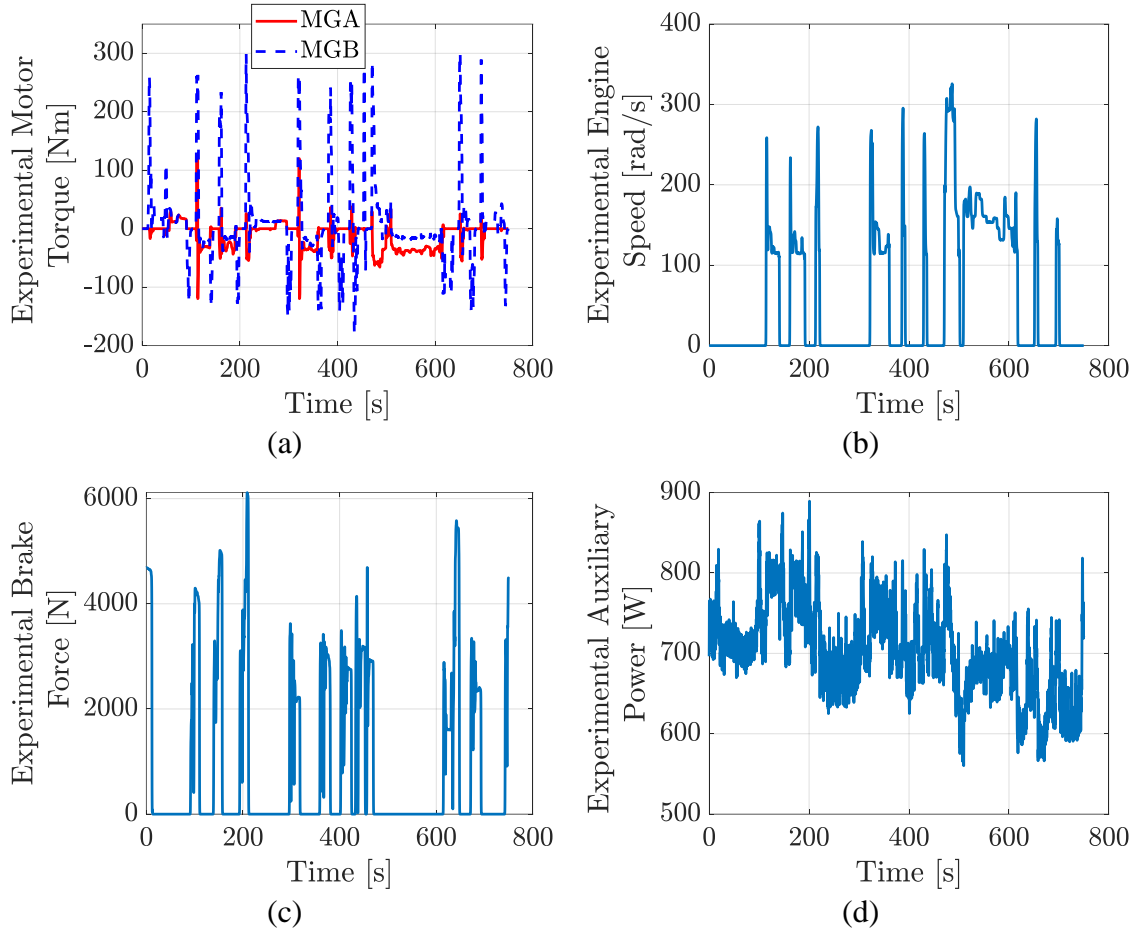 MGA
MGB
Experimental Motor
Torque [Nm]
300
200
100
0
-100
-200
0 200 400 600 800
Time [s]
(a)
Experimental Engine
Speed [rad/s]
400
300
200
100
0
0 200 400 600 800
Time [s]
(b)
Experimental Brake
Force [N]
6000
4000
2000
0
0 200 400 600 800
Time [s]
(c)
Experimental Auxiliary
Power [W]
900
800
700
600
500
0 200 400 600 800
Time [s]
(d)